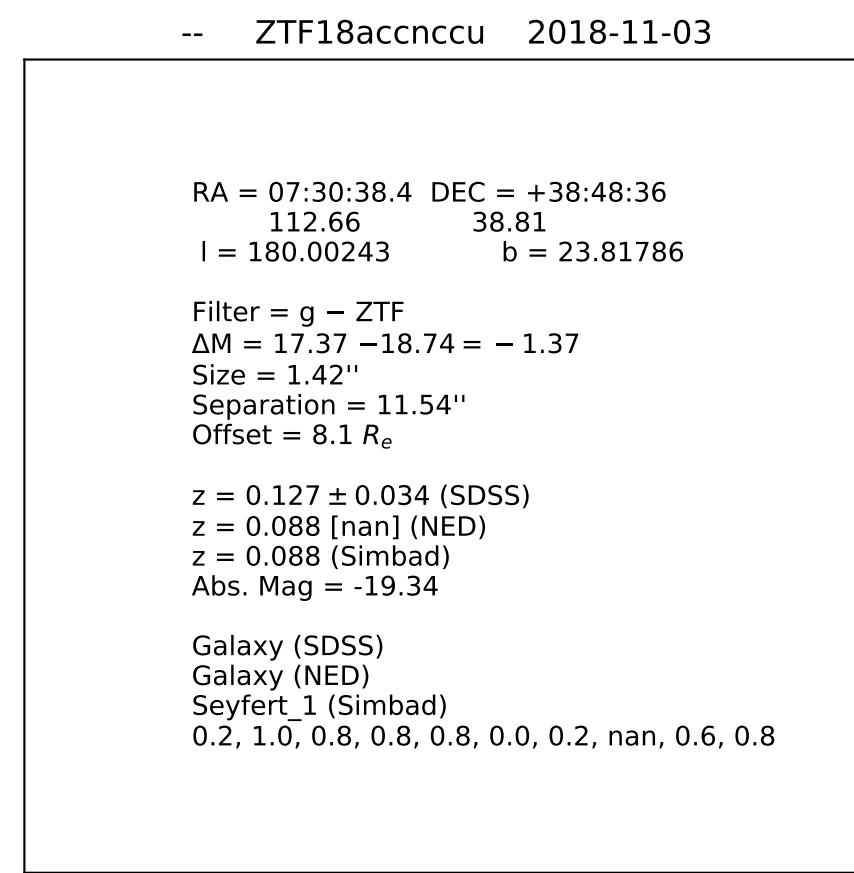 -- ZTF18accnccu 2018-11-03
RA = 07:30:38.4 DEC = +38:48:36
112.66 38.81
l = 180.00243 b = 23.81786
Filter = g − ZTF
ΔM = 17.37 −18.74 = − 1.37
Size = 1.42''
Separation = 11.54''
Offset = 8.1 Rₑ
z = 0.127 ± 0.034 (SDSS)
z = 0.088 [nan] (NED)
z = 0.088 (Simbad)
Abs. Mag = -19.34
Galaxy (SDSS)
Galaxy (NED)
Seyfert_1 (Simbad)
0.2, 1.0, 0.8, 0.8, 0.8, 0.0, 0.2, nan, 0.6, 0.8